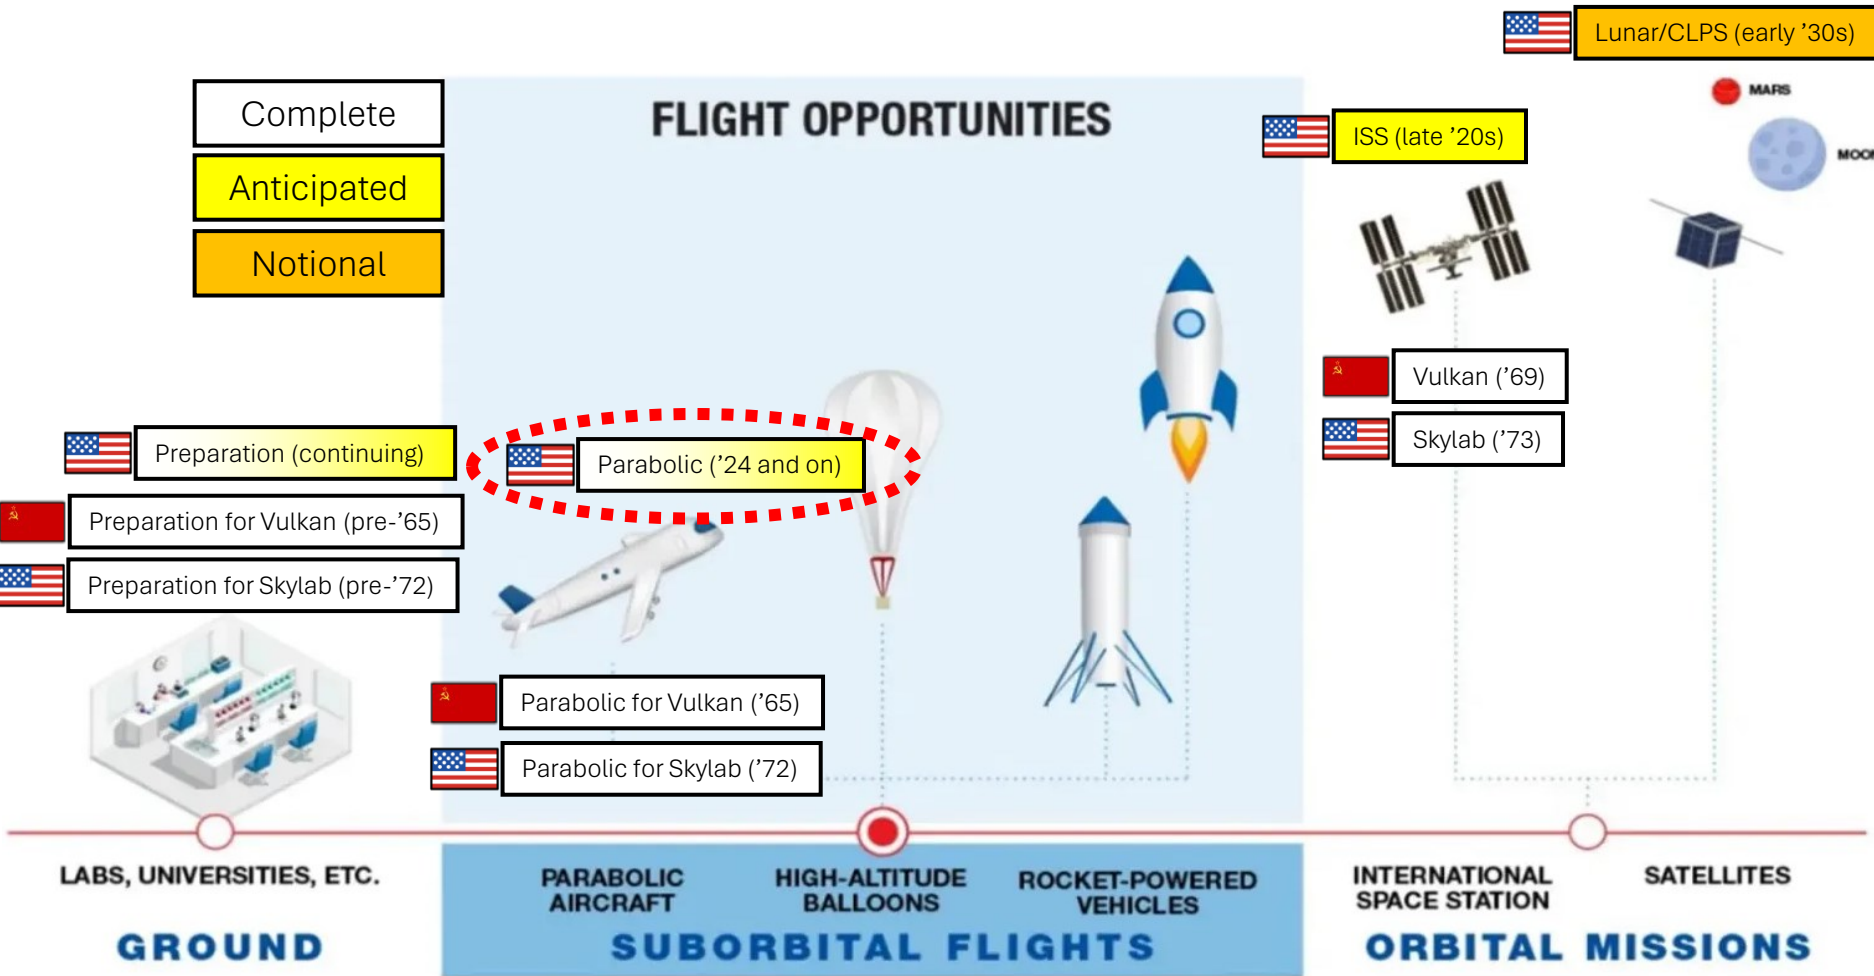 Lunar/CLPS (early ’30s)
MARS
Complete
FLIGHT OPPORTUNITIES
ISS (late ’20s)
MOON
Anticipated
Notional
Vulkan (’69)
Skylab (’73)
Preparation (continuing)
Parabolic (’24 and on)
Preparation for Vulkan (pre-’65)
Preparation for Skylab (pre-’72)
Parabolic for Vulkan (’65)
Parabolic for Skylab (’72)
LABS, UNIVERSITIES, ETC.
PARABOLIC
AIRCRAFT
HIGH-ALTITUDE
BALLOONS
ROCKET-POWERED
VEHICLES
INTERNATIONAL
SPACE STATION
SATELLITES
GROUND
SUBORBITAL FLIGHTS
ORBITAL MISSIONS